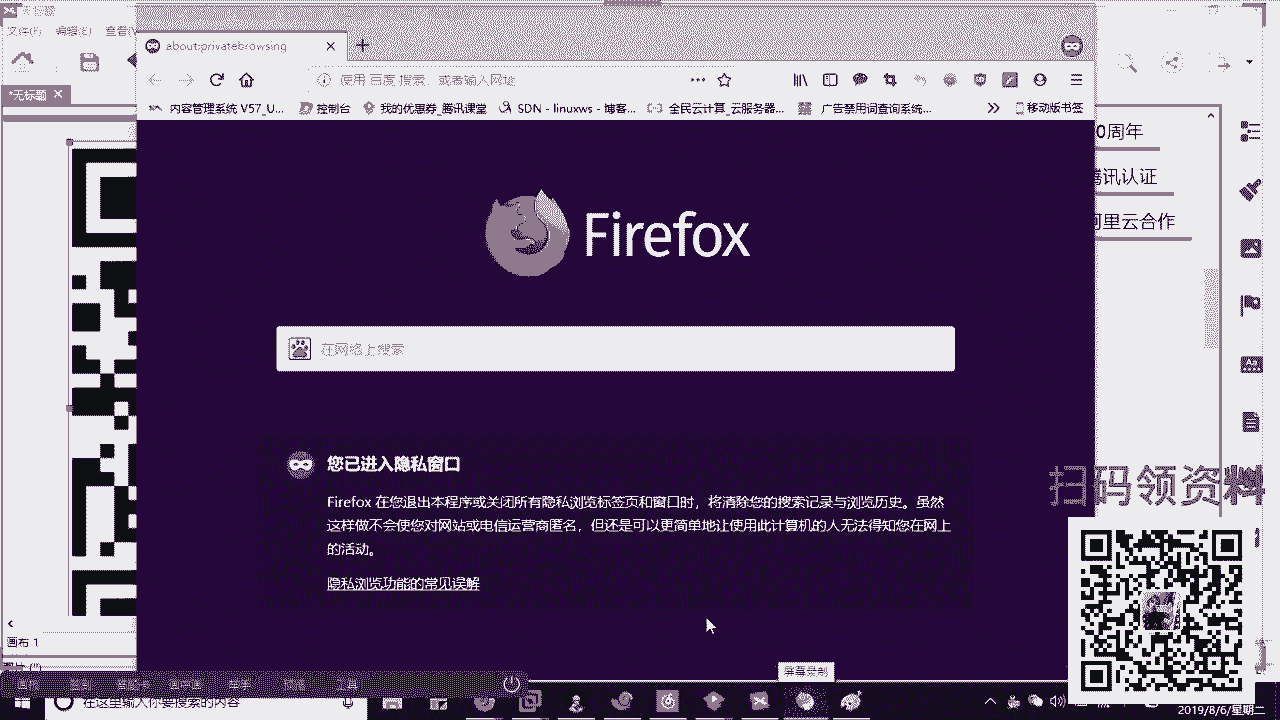 未标题
文件(F) 编辑(E) 查看(V
*无标题
about:privatebrowsing
使用 百度 搜索，或者输入网址
内容管理系统 V57_U...
控制台
我的优惠券_腾讯课堂
SDN - linuxws - 博客...
全民云计算_云服务器...
广告禁用词查询系统...
移动版书签
0周年
腾讯认证
阿里云合作
Firefox
在网络上搜索
您已进入隐私窗口
Firefox 在您退出本程序或关闭所有隐私浏览标签页和窗口时，将清除您的搜索记录与浏览历史。虽然
这样做不会使您对网站或电信运营商匿名，但还是可以更简单地让使用此计算机的人无法得知您在网上
的活动。
隐私浏览功能的常见误解
扫码领资料
画布 1
屏幕录制
在这里输入你要搜索的内容
2019/8/6/星期二